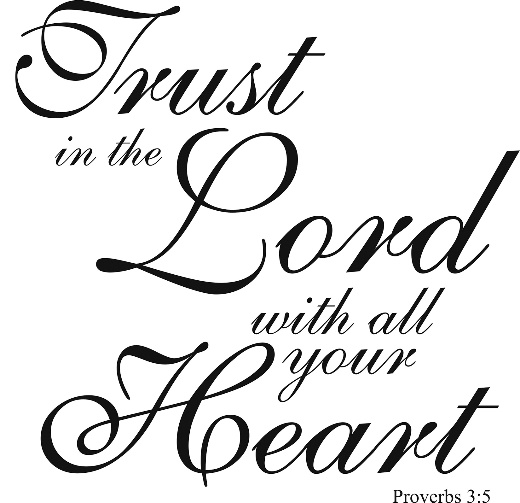 Trust
in the
Lord
with all
your
Heart
Proverbs 3:5